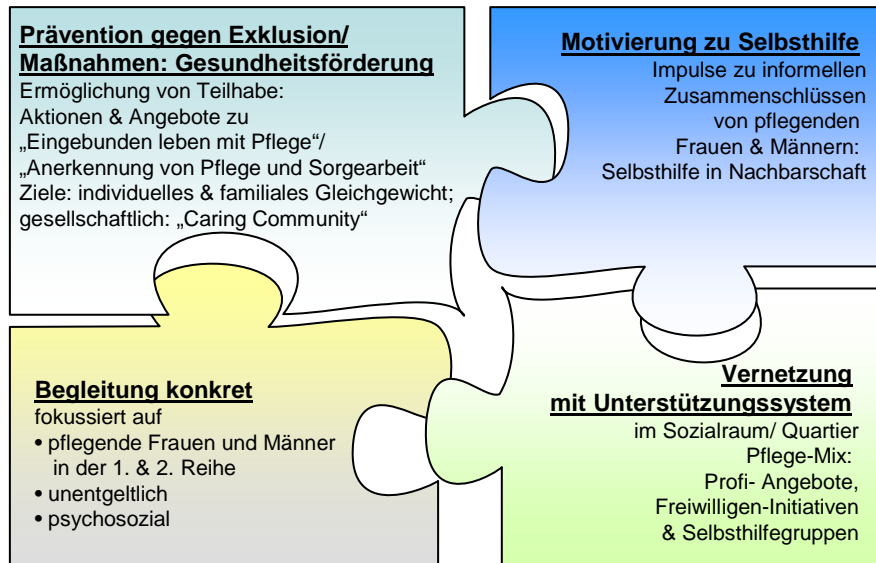 Prävention gegen Exklusion/
Maßnahmen: Gesundheitsförderung
Ermöglichung von Teilhabe:
Aktionen & Angebote zu
„Eingebunden leben mit Pflege“/
„Anerkennung von Pflege und Sorgearbeit“
Ziele: individuelles & familiales Gleichgewicht;
gesellschaftlich: „Caring Community“
Motivierung zu Selbsthilfe
Impulse zu informellen
Zusammenschlüssen
von pflegenden
Frauen & Männern:
Selbsthilfe in Nachbarschaft
Begleitung konkret
fokussiert auf
• pflegende Frauen und Männer
in der 1. & 2. Reihe
• unentgeltlich
• psychosozial
Vernetzung
mit Unterstützungssystem
im Sozialraum/ Quartier
Pflege-Mix:
Profi- Angebote,
Freiwilligen-Initiativen
& Selbsthilfegruppen